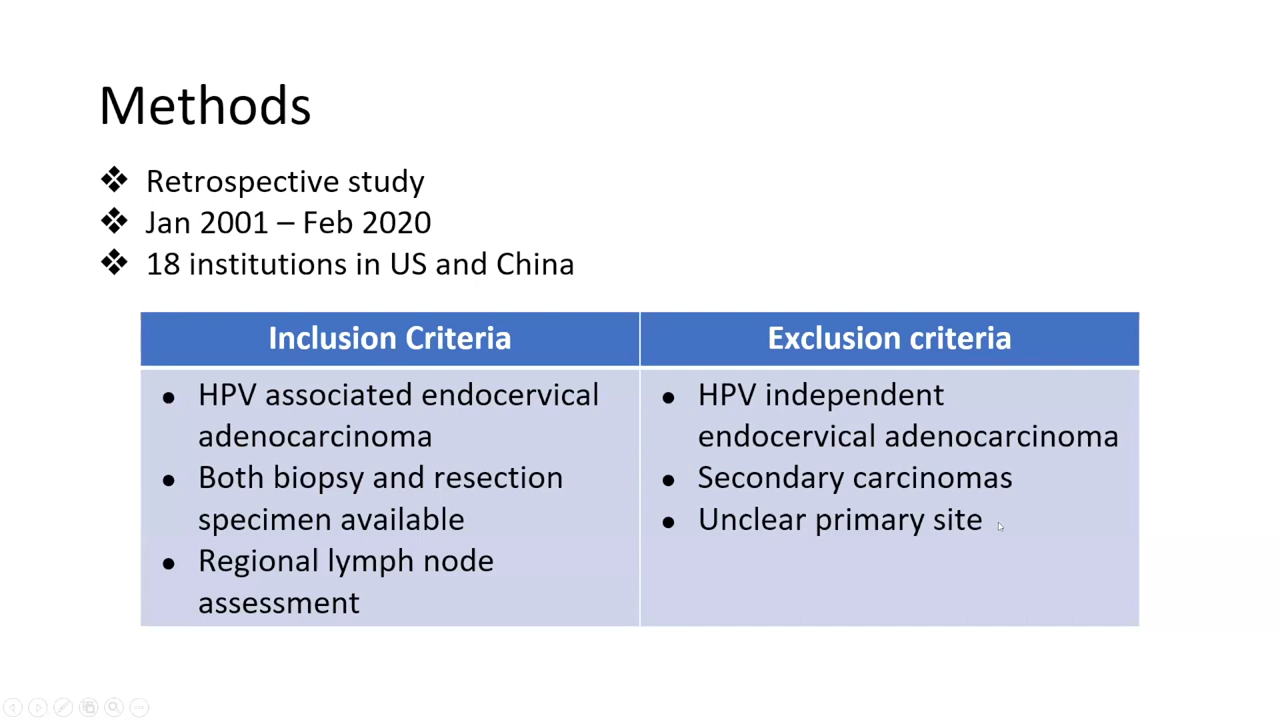 Methods
❖ Retrospective study
❖ Jan 2001 – Feb 2020
❖ 18 institutions in US and China
Inclusion Criteria
• HPV associated endocervical
adenocarcinoma
• Both biopsy and resection
specimen available
• Regional lymph node
assessment
Exclusion criteria
• HPV independent
endocervical adenocarcinoma
• Secondary carcinomas
• Unclear primary site